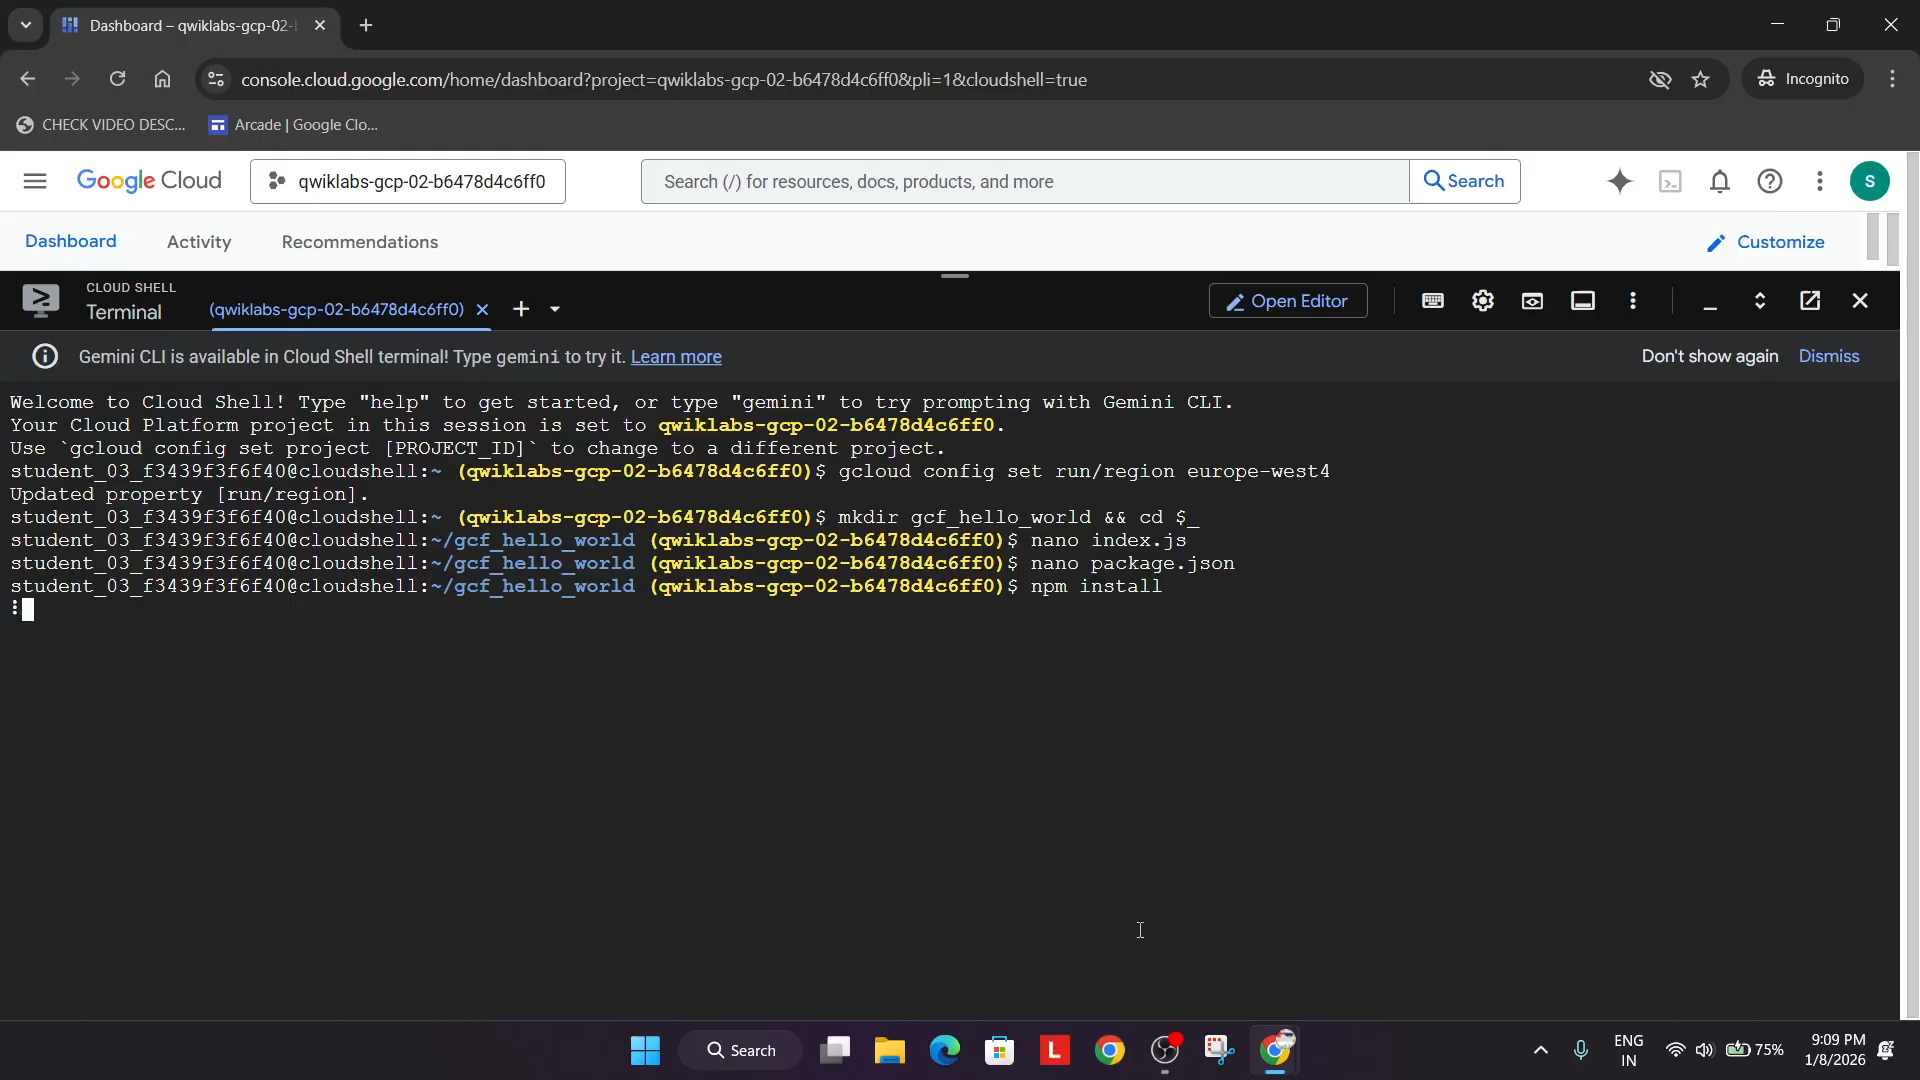 Dashboard – qwiklabs-gcp-02-
console.cloud.google.com/home/dashboard?project=qwiklabs-gcp-02-b6478d4c6ff0&pli=1&cloudshell=true
Incognito
CHECK VIDEO DESC...
Arcade | Google Clo...
Google Cloud
qwiklabs-gcp-02-b6478d4c6ff0
Search (/) for resources, docs, products, and more
Search
S
Dashboard
Activity
Recommendations
Customize
CLOUD SHELL
Terminal
(qwiklabs-gcp-02-b6478d4c6ff0)
Open Editor
Gemini CLI is available in Cloud Shell terminal! Type gemini to try it. Learn more
Don't show again
Dismiss
Welcome to Cloud Shell! Type "help" to get started, or type "gemini" to try prompting with Gemini CLI.
Your Cloud Platform project in this session is set to qwiklabs-gcp-02-b6478d4c6ff0.
Use `gcloud config set project [PROJECT_ID]` to change to a different project.
student_03_f3439f3f6f40@cloudshell:~ (qwiklabs-gcp-02-b6478d4c6ff0)$ gcloud config set run/region europe-west4
Updated property [run/region].
student_03_f3439f3f6f40@cloudshell:~ (qwiklabs-gcp-02-b6478d4c6ff0)$ mkdir gcf_hello_world && cd $_
student_03_f3439f3f6f40@cloudshell:~/gcf_hello_world (qwiklabs-gcp-02-b6478d4c6ff0)$ nano index.js
student_03_f3439f3f6f40@cloudshell:~/gcf_hello_world (qwiklabs-gcp-02-b6478d4c6ff0)$ nano package.json
student_03_f3439f3f6f40@cloudshell:~/gcf_hello_world (qwiklabs-gcp-02-b6478d4c6ff0)$ npm install
Search
L
ENG
IN
75%
9:09 PM
1/8/2026